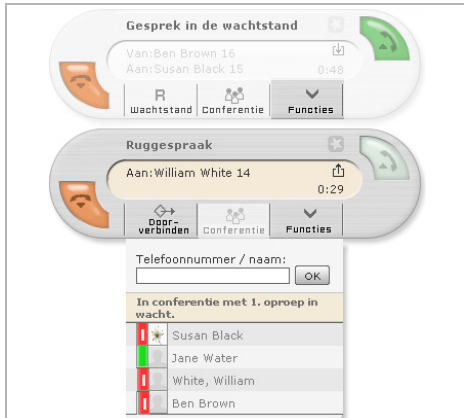 Gesprek in de wachtstand
Van:Ben Brown 16
Aan:Susan Black 15
0:48
R
Wachtstand
Conferentie
Functies
Ruggespraak
Aan:William White 14
0:29
Door-
verbinden
Conferentie
Functies
Telefoonnummer / naam:
OK
In conferentie met 1. oproep in
wacht.
Susan Black
Jane Water
White, William
Ben Brown